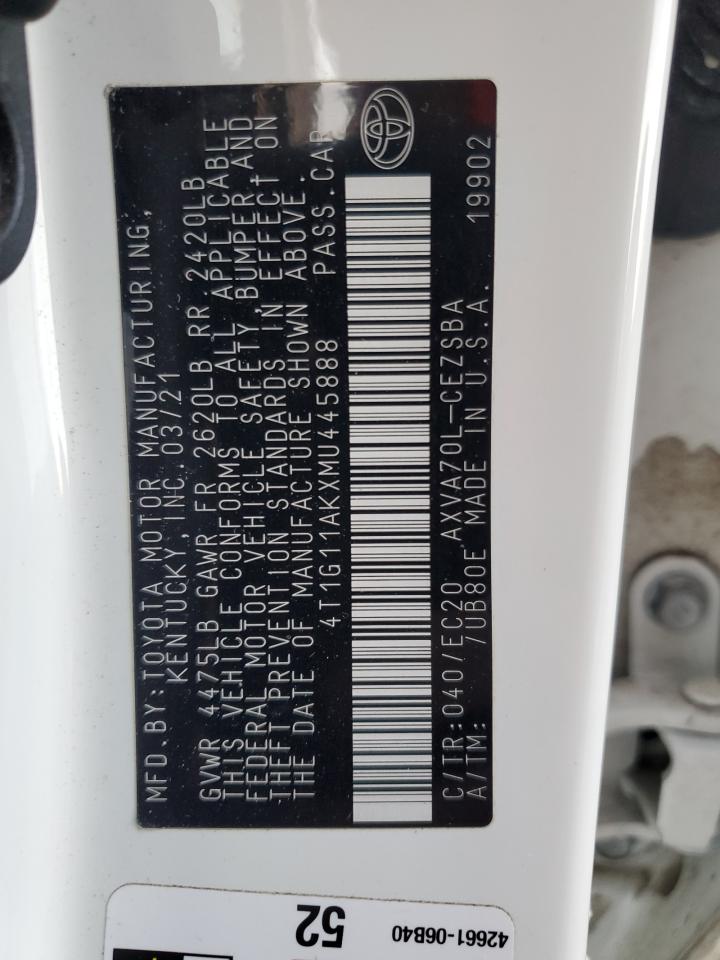 MFD.BY:TOYOTA MOTOR MANUFACTURING,
KENTUCKY,INC.03/21
GVWR 4475LB GAWR FR 2620LB RR 2420LB
THIS VEHICLE CONFORMS TO ALL APPLICABLE
FEDERAL MOTOR VEHICLE SAFETY,BUMPER,AND
THEFT PREVENTION STANDARDS IN EFFECT ON
THE DATE OF MANUFACTURE SHOWN ABOVE.
4T1G11AKXMU445888 PASS.CAR
C/TR:040/EC20 AXVA70L-CEZSBA
A/TM: /UB80E MADE IN U.S.A. 19902
52
42661-06B40